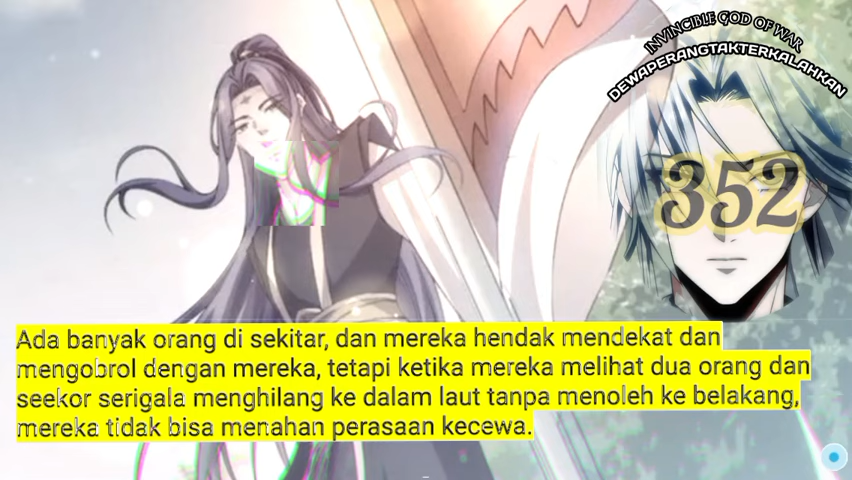 INVINCIBLE GOD OF WAR
DEWAPERANGTAKTERKALAHKAN
352
Ada banyak orang di sekitar, dan mereka hendak mendekat dan
mengobrol dengan mereka, tetapi ketika mereka melihat dua orang dan
seekor serigala menghilang ke dalam laut tanpa menoleh ke belakang,
mereka tidak bisa menahan perasaan kecewa.